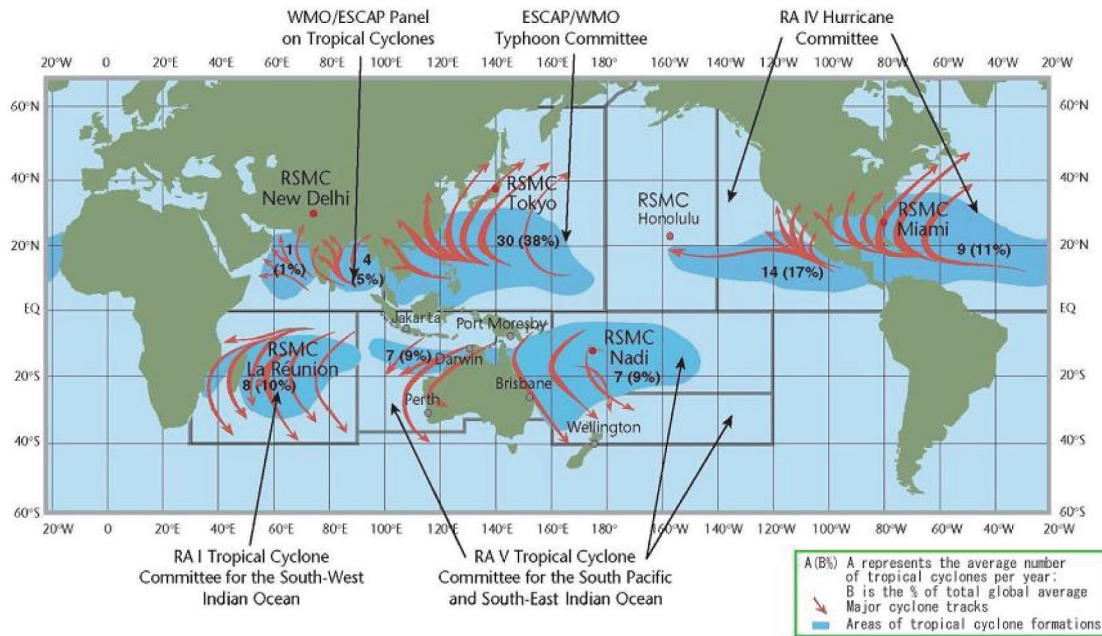 WMO/ESCAP Panel
on Tropical Cyclones
ESCAP/WMO
Typhoon Committee
RA IV Hurricane
Committee
20°W 0 20°E 40°E 60°E 80°E 100°E 120°E 140°E 160°E 180° 160°W 140°W 120°W 100°W 80°W 60°W 40°W 20°W
60°N 60°N
40°N 40°N
20°N 20°N
EQ EQ
20°S 20°S
40°S 40°S
60°S 60°S
RSMC
New Delhi
RSMC
Tokyo
RSMC
Honolulu
RSMC
Miami
1
(1%)
4
(5%)
30 (38%)
14 (17%)
9 (11%)
Jakarta
Port Moresby
RSMC
La Réunion
8 (10%)
7 (9%)
Darwin
RSMC
Nadi
7 (9%)
Brisbane
Perth
Wellington
20°W 0 20°E 40°E 60°E 80°E 100°E 120°E 140°E 160°E 180° 160°W 140°W 120°W 100°W 80°W 60°W 40°W 20°W
RA I Tropical Cyclone
Committee for the South-West
Indian Ocean
RA V Tropical Cyclone
Committee for the South Pacific
and South-East Indian Ocean
A(B%) A represents the average number
of tropical cyclones per year;
B is the % of total global average
Major cyclone tracks
Areas of tropical cyclone formations